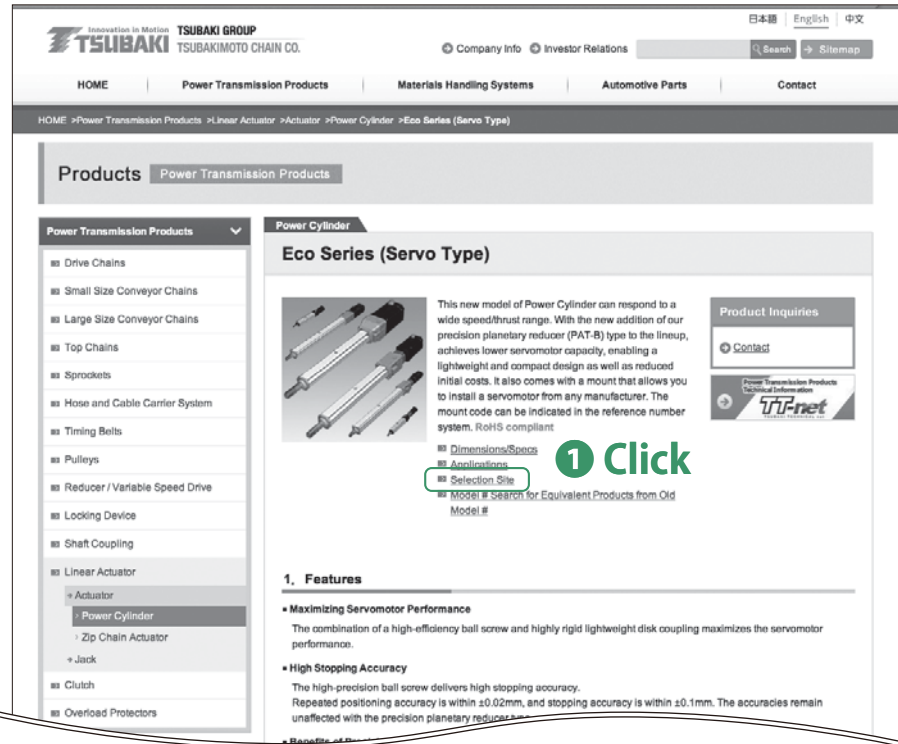 日本語 English 中文
Innovation in Motion
TSUBAKI
TSUBAKI GROUP
TSUBAKIMOTO CHAIN CO.
Company Info Investor Relations Search Sitemap
HOME Power Transmission Products Materials Handling Systems Automotive Parts Contact
HOME >Power Transmission Products >Linear Actuator >Actuator >Power Cylinder >Eco Series (Servo Type)
Products Power Transmission Products
Power Transmission Products
Drive Chains
Small Size Conveyor Chains
Large Size Conveyor Chains
Top Chains
Sprockets
Hose and Cable Carrier System
Timing Belts
Pulleys
Reducer / Variable Speed Drive
Locking Device
Shaft Coupling
Linear Actuator
Actuator
Power Cylinder
Zip Chain Actuator
Jack
Clutch
Overload Protectors
Power Cylinder
Eco Series (Servo Type)
This new model of Power Cylinder can respond to a
wide speed/thrust range. With the new addition of our
precision planetary reducer (PAT-B) type to the lineup,
achieves lower servomotor capacity, enabling a
lightweight and compact design as well as reduced
initial costs. It also comes with a mount that allows you
to install a servomotor from any manufacturer. The
mount code can be indicated in the reference number
system. RoHS compliant
Dimensions/Specs
Applications
Selection Site
Model # Search for Equivalent Products from Old
Model #
1 Click
Product Inquiries
Contact
Power Transmission Products
Technical Information
TT-net
1. Features
Maximizing Servomotor Performance
The combination of a high-efficiency ball screw and highly rigid lightweight disk coupling maximizes the servomotor
performance.
High Stopping Accuracy
The high-precision ball screw delivers high stopping accuracy.
Repeated positioning accuracy is within ±0.02mm, and stopping accuracy is within ±0.1mm. The accuracies remain
unaffected with the precision planetary reducer
Benefits of